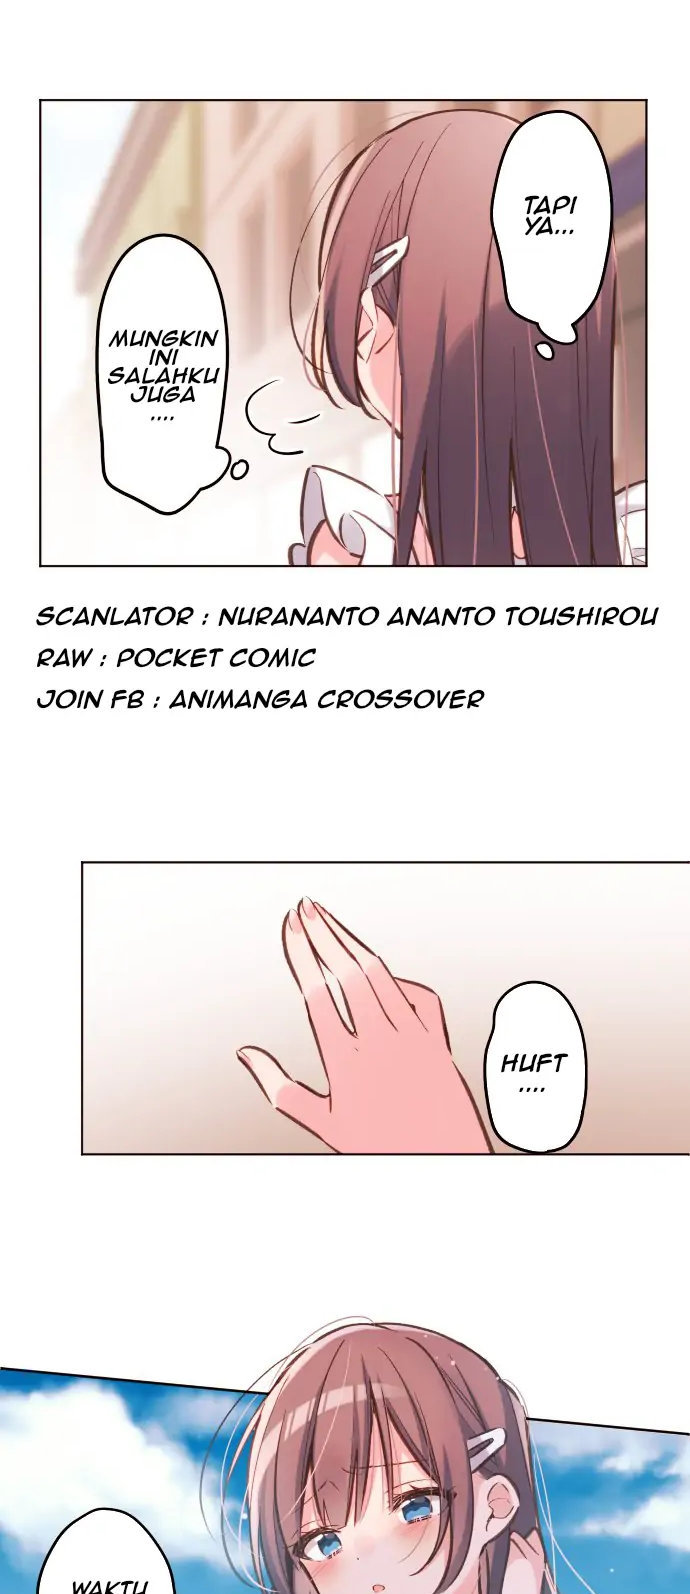 TAPI
YA...
MUNGKIN
INI
SALAHKU
JUGA
....
SCANLATOR : NURANANTO ANANTO TOUSHIROU
RAW : POCKET COMIC
JOIN FB : ANIMANGA CROSSOVER
HUFT
....
WAKTU